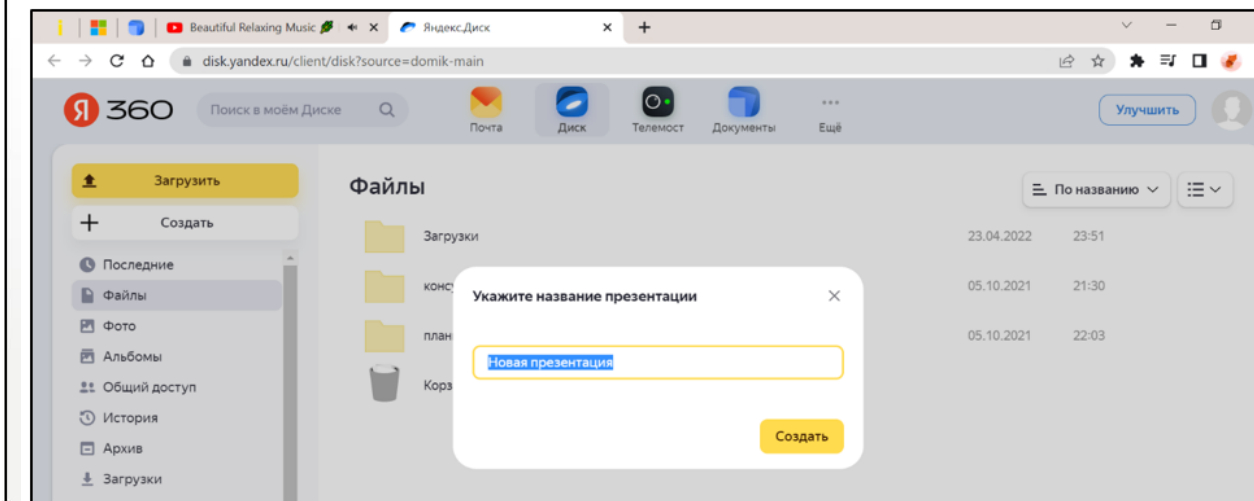 Beautiful Relaxing Music
Яндекс.Диск
disk.yandex.ru/client/disk?source=domik-main
Я 360
Поиск в моём Диске
Почта
Диск
Телемост
Документы
Ещё
Улучшить
Загрузить
Создать
Последние
Файлы
Фото
Альбомы
Общий доступ
История
Архив
Загрузки
Файлы
По названию
Загрузки 23.04.2022 23:51
05.10.2021 21:30
05.10.2021 22:03
Укажите название презентации
Новая презентация
Создать